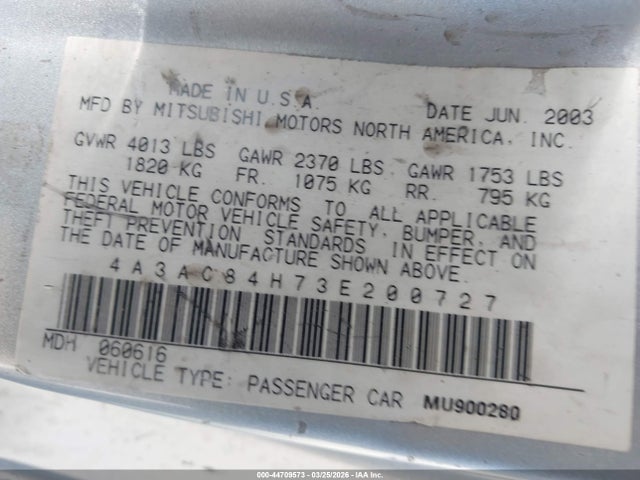 MADE IN U.S.A.
MFD BY MITSUBISHI MOTORS NORTH AMERICA, INC.
DATE JUN. 2003
GVWR 4013 LBS GAWR 2370 LBS GAWR 1753 LBS
1820 KG FR. 1075 KG RR. 795 KG
THIS VEHICLE CONFORMS TO ALL APPLICABLE
FEDERAL MOTOR VEHICLE SAFETY, BUMPER, AND
THEFT PREVENTION STANDARDS IN EFFECT ON
THE DATE OF MANUFACTURE SHOWN ABOVE.
4A3AC84H73E200727
MDH 060616
VEHICLE TYPE: PASSENGER CAR MU900280
000-44709573 - 03/25/2026 - IAA Inc.